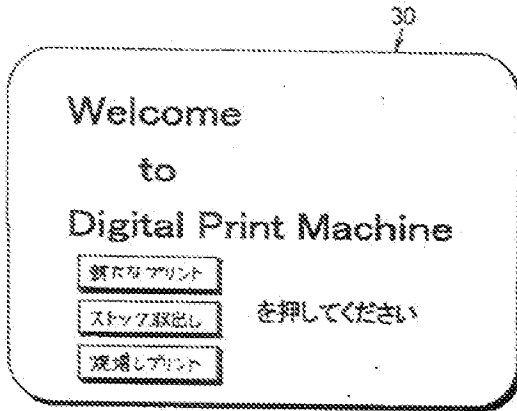 30
Welcome
to
Digital Print Machine
新たなプリント
ストック取出し
を押してください
焼増しプリント